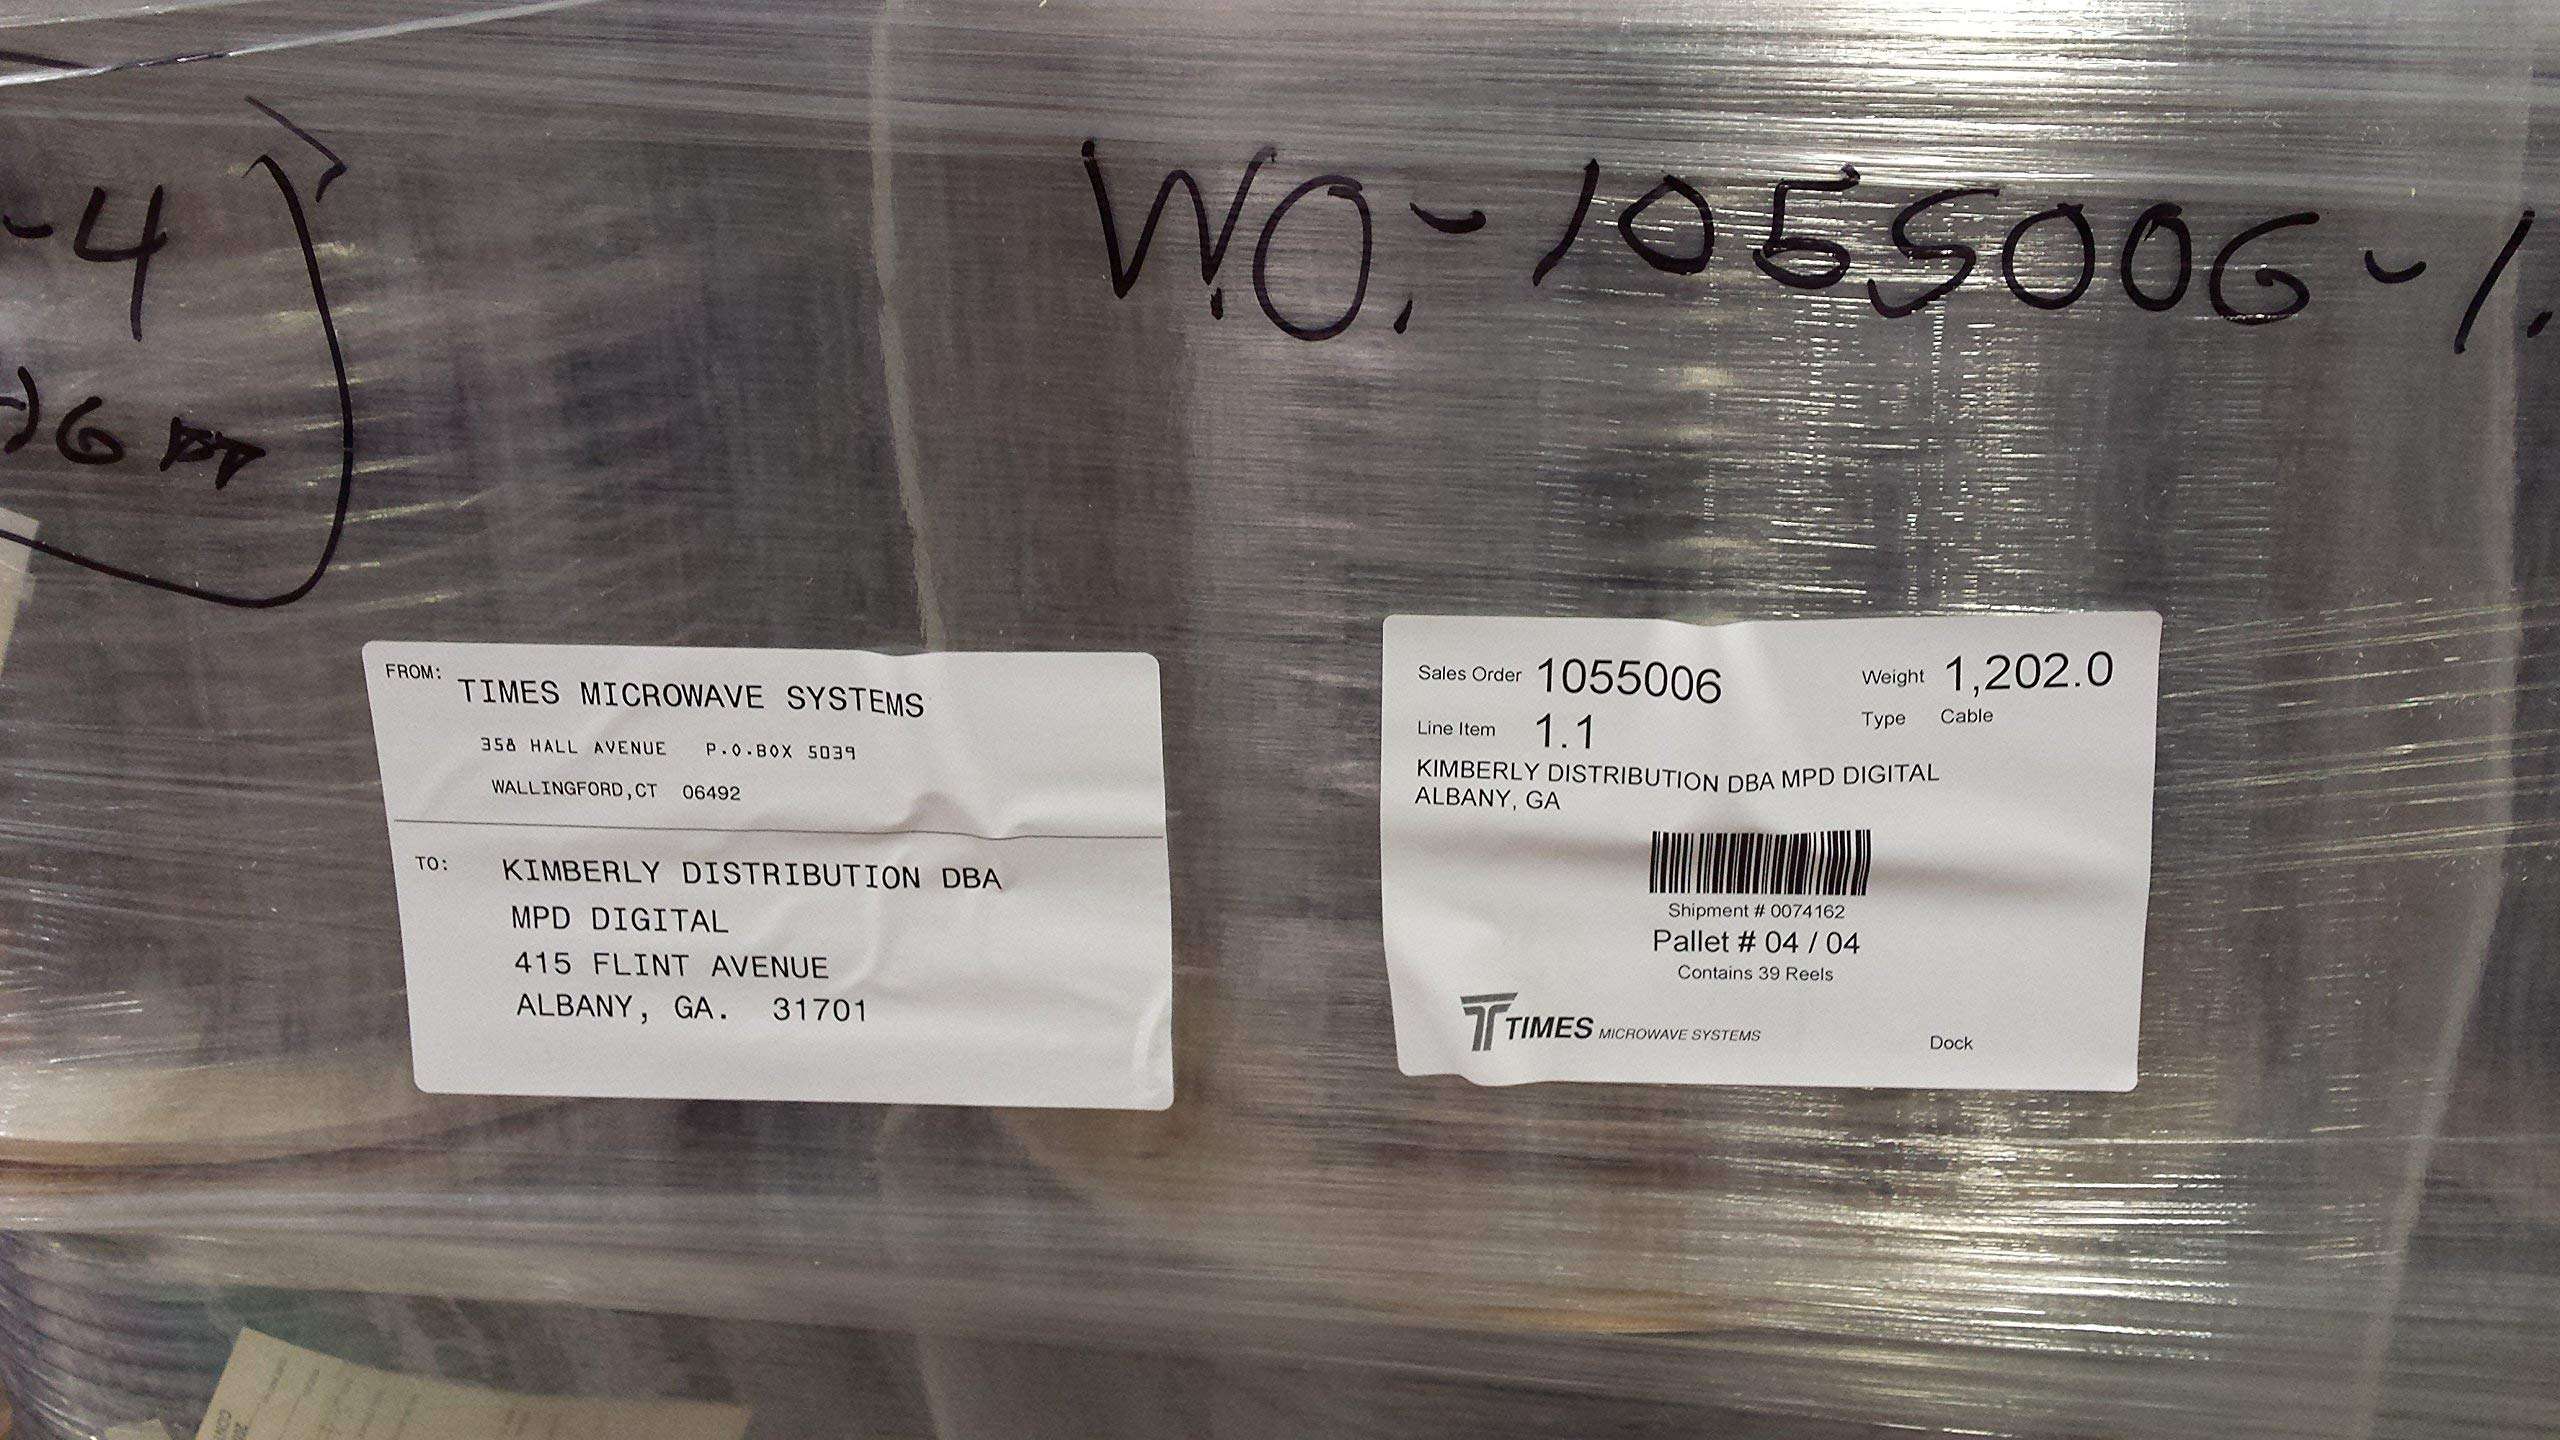 -4
W.O.-1055006-1.
FROM: TIMES MICROWAVE SYSTEMS
358 HALL AVENUE P.O.BOX 5039
WALLINGFORD,CT 06492
TO: KIMBERLY DISTRIBUTION DBA
MPD DIGITAL
415 FLINT AVENUE
ALBANY, GA. 31701
Sales Order 1055006 Weight 1,202.0
Line Item 1.1 Type Cable
KIMBERLY DISTRIBUTION DBA MPD DIGITAL
ALBANY, GA
Shipment # 0074162
Pallet # 04 / 04
Contains 39 Reels
TIMES MICROWAVE SYSTEMS
Dock